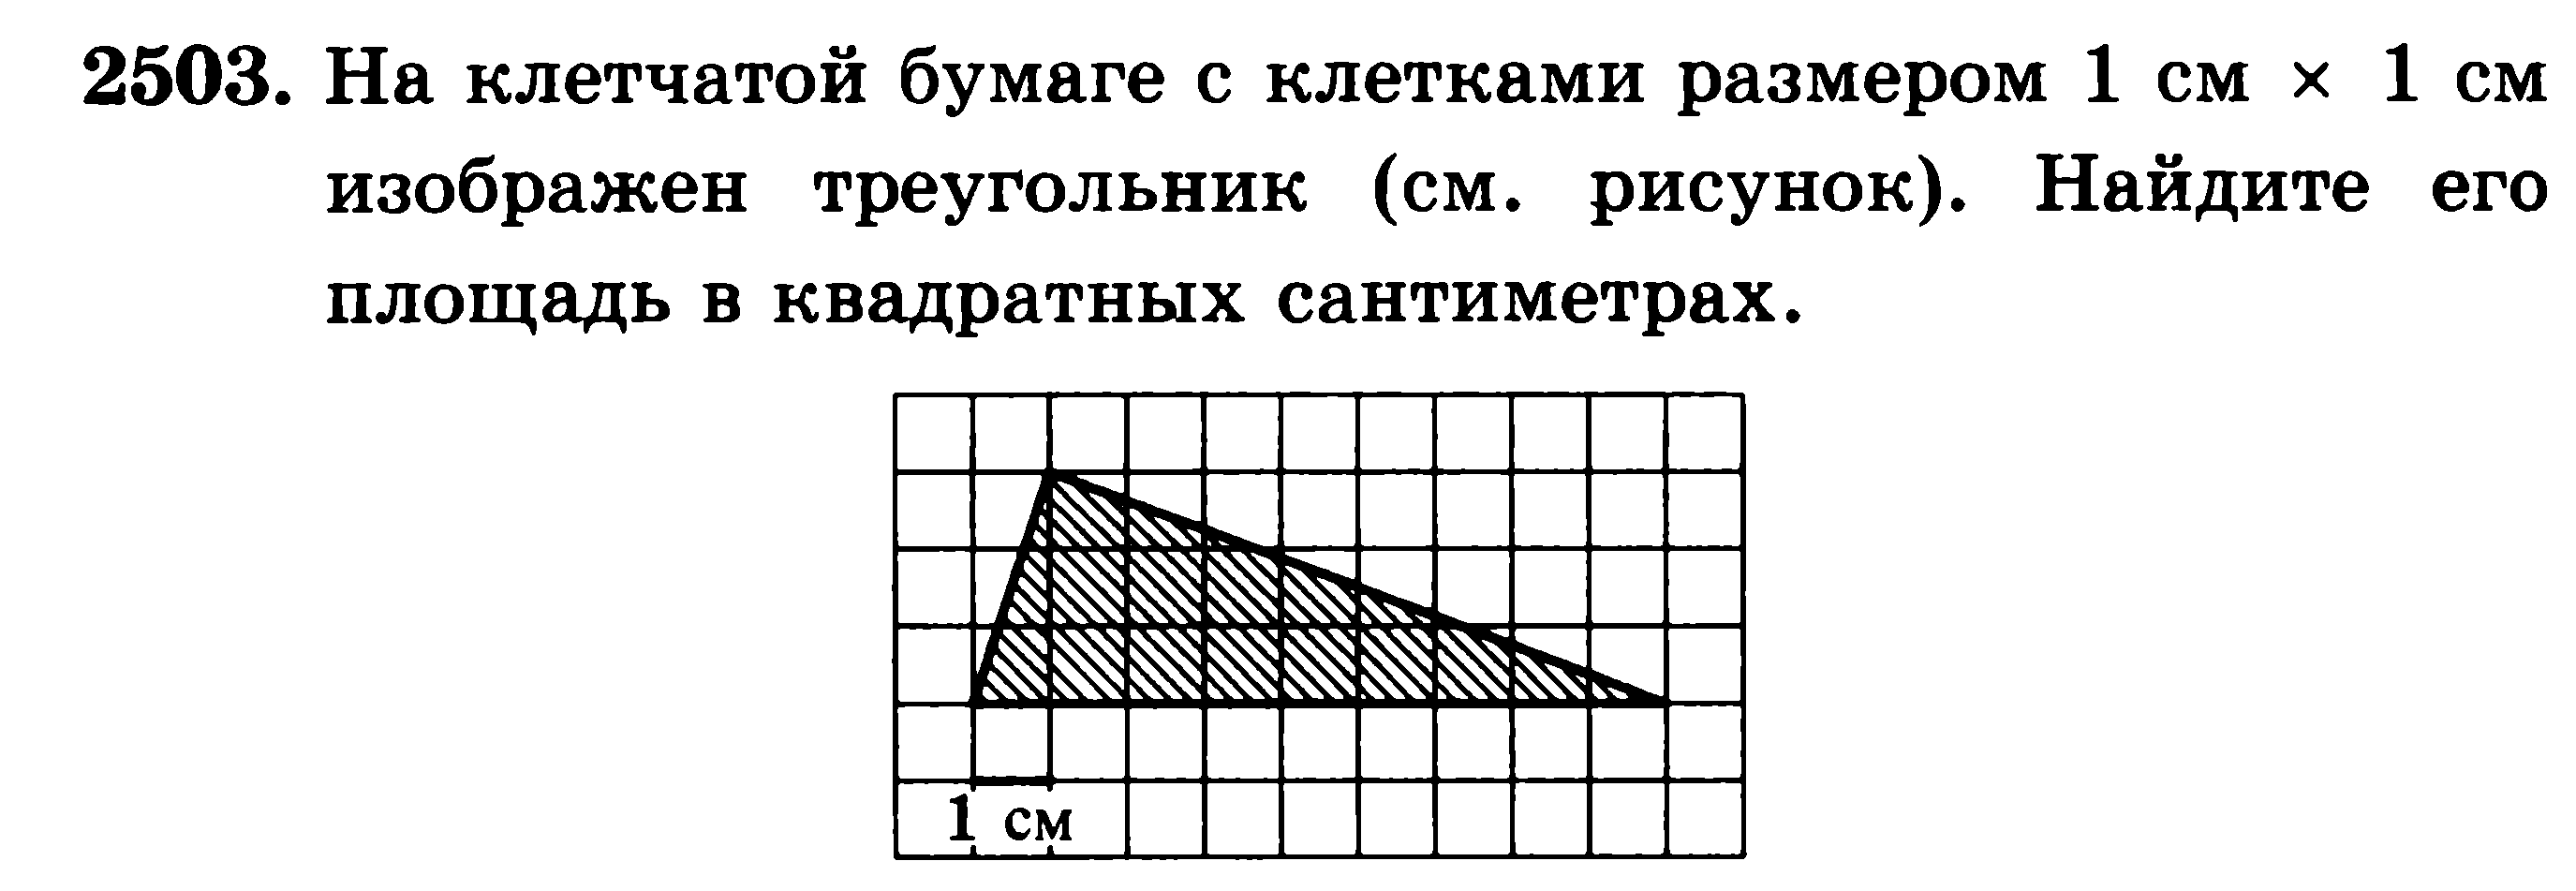 2503. На клетчатой бумаге с клетками размером 1 см × 1 см
изображен треугольник (см. рисунок). Найдите его
площадь в квадратных сантиметрах.
1 см